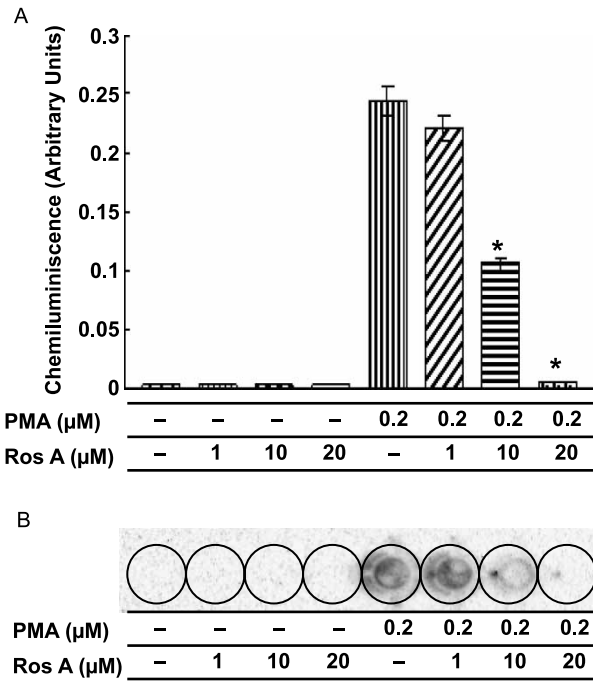 A
Chemiluminiscence (Arbitrary Units)
0.3
0.25
0.2
0.15
0.1
0.05
0
*
*
PMA (µM) – – – – 0.2 0.2 0.2 0.2
Ros A (µM) – 1 10 20 – 1 10 20
B
PMA (µM) – – – – 0.2 0.2 0.2 0.2
Ros A (µM) – 1 10 20 – 1 10 20